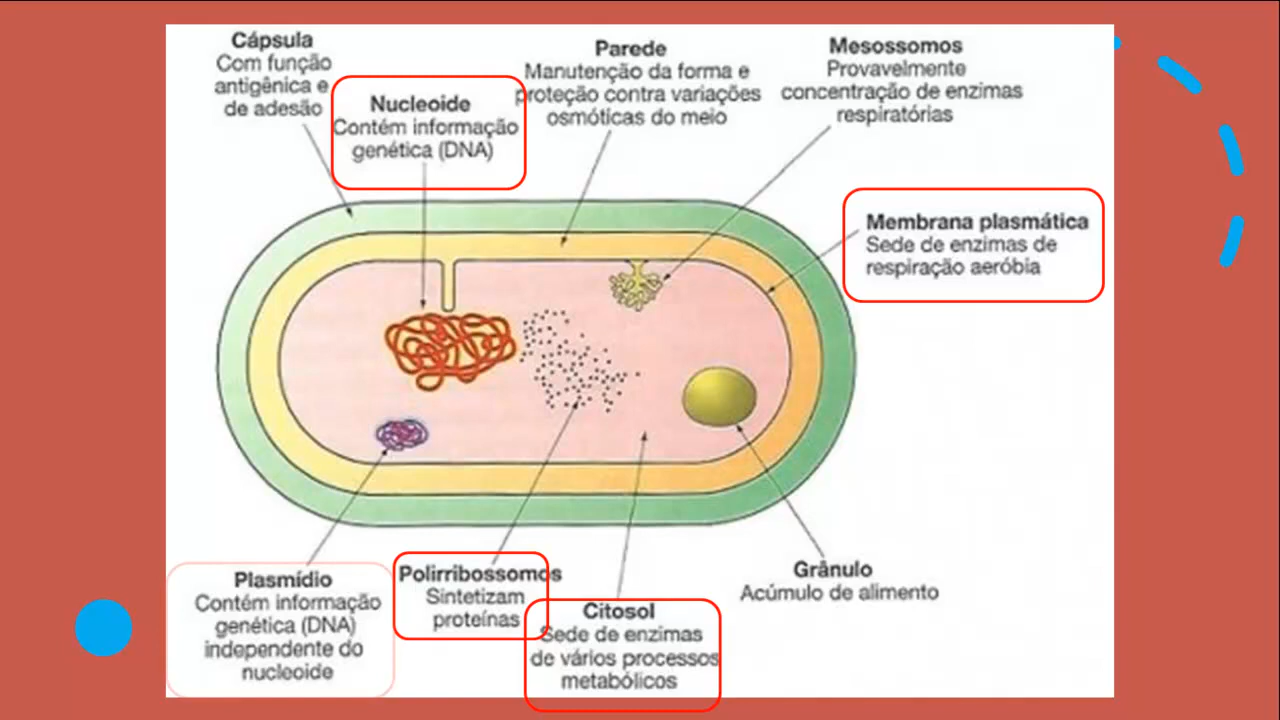 Cápsula
Com função
antigênica e
de adesão
Nucleoide
Contém informação
genética (DNA)
Parede
Manutenção da forma e
proteção contra variações
osmóticas do meio
Mesossomos
Provavelmente
concentração de enzimas
respiratórias
Membrana plasmática
Sede de enzimas de
respiração aeróbia
Plasmídio
Contém informação
genética (DNA)
independente do
nucleoide
Polirribossomos
Sintetizam
proteínas
Citosol
Sede de enzimas
de vários processos
metabólicos
Grânulo
Acúmulo de alimento